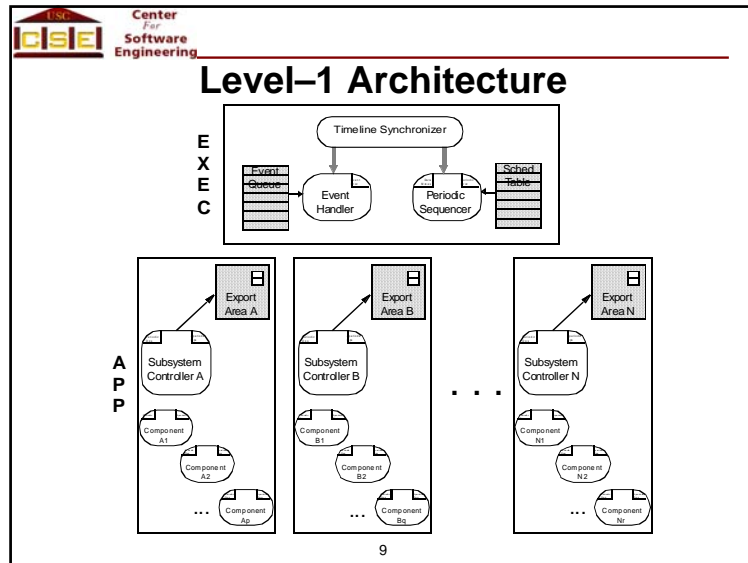 USC
CSE
Center
For
Software
Engineering
Level–1 Architecture
E
X
E
C
Timeline Synchronizer
Event
Queue
Event
Handler
Periodic
Sequencer
Sched
Table
A
P
P
Export
Area A
Subsystem
Controller A
Component
A1
Component
A2
...
Component
Ap
Export
Area B
Subsystem
Controller B
Component
B1
Component
B2
...
Component
Bq
. . .
Export
Area N
Subsystem
Controller N
Component
N1
Component
N2
...
Component
Nr
9